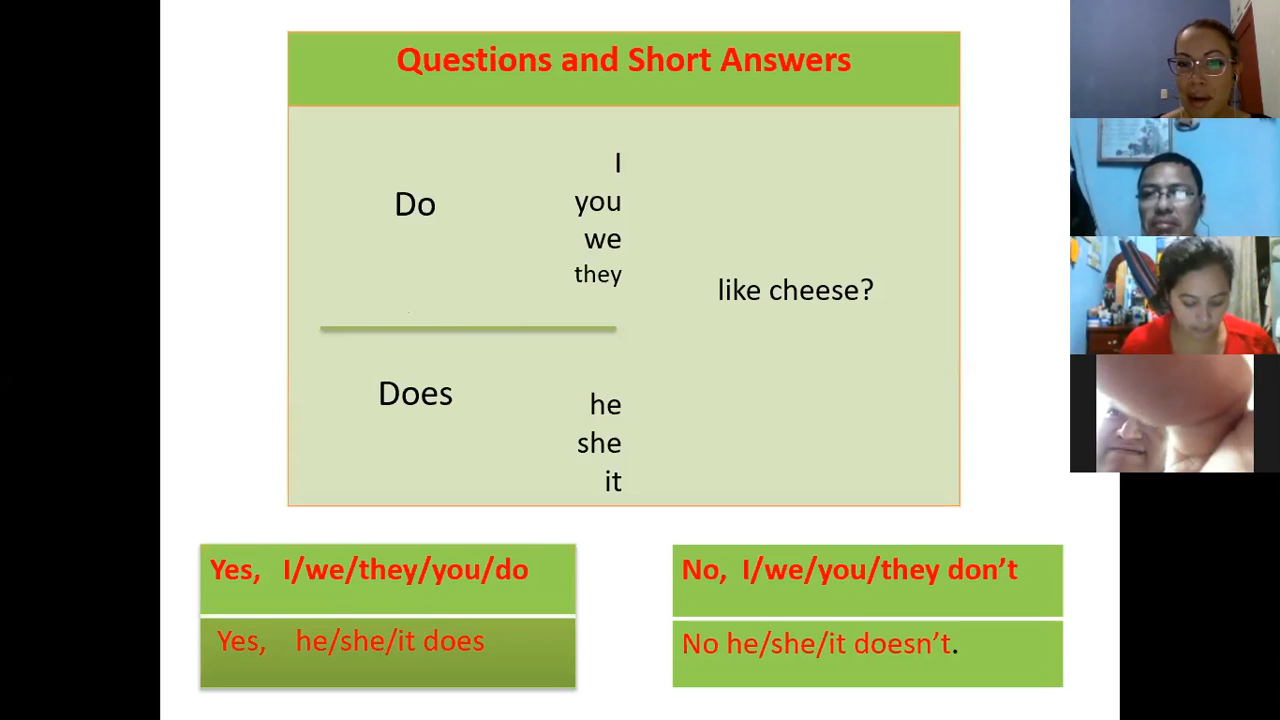 Questions and Short Answers
Do
I
you
we
they
like cheese?
Does
he
she
it
Yes, I/we/they/you/do
No, I/we/you/they don’t
Yes, he/she/it does
No he/she/it doesn’t.